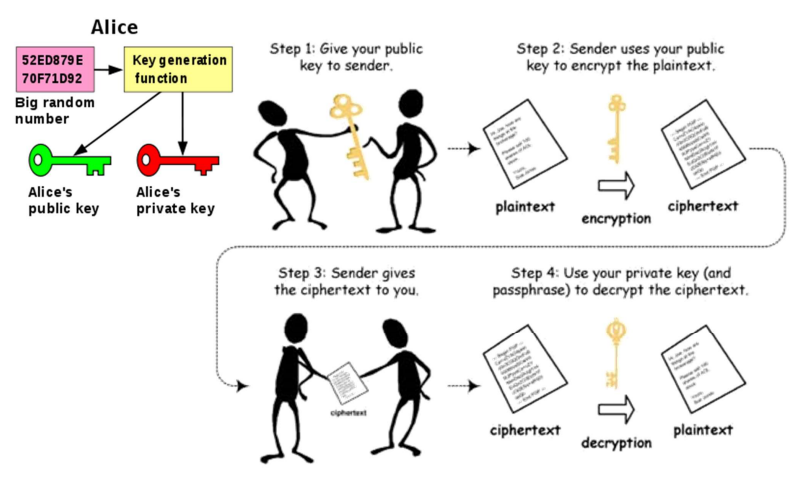 Alice
52ED879E
70F71D92
Key generation
function
Big random
number
Alice's
public key
Alice's
private key
Step 1: Give your public
key to sender.
Step 2: Sender uses your public
key to encrypt the plaintext.
plaintext
encryption
ciphertext
Step 3: Sender gives
the ciphertext to you.
ciphertext
Step 4: Use your private key (and
passphrase) to decrypt the ciphertext.
ciphertext
decryption
plaintext